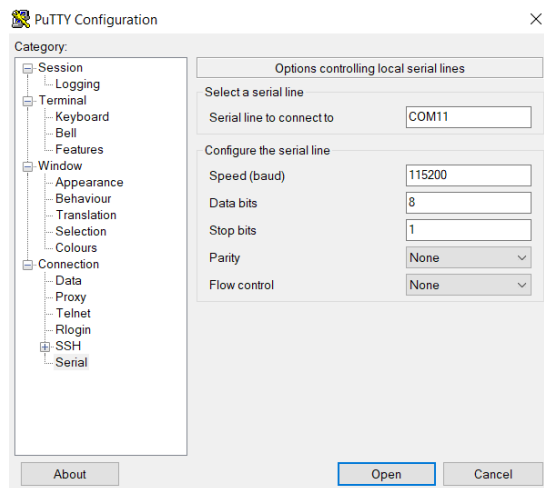 PuTTY Configuration
Category:
Session
Logging
Terminal
Keyboard
Bell
Features
Window
Appearance
Behaviour
Translation
Selection
Colours
Connection
Data
Proxy
Telnet
Rlogin
SSH
Serial
Options controlling local serial lines
Select a serial line
Serial line to connect to COM11
Configure the serial line
Speed (baud) 115200
Data bits 8
Stop bits 1
Parity None
Flow control None
About Open Cancel